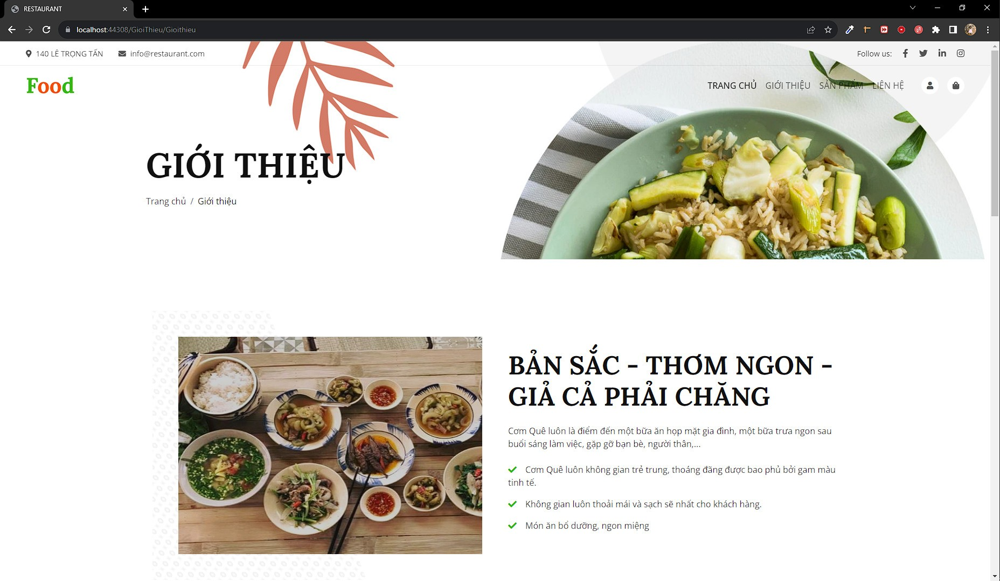 RESTAURANT
localhost:44308/GioiThieu/Gioithieu
140 LÊ TRỌNG TẤN info@restaurant.com Follow us:
Food TRANG CHỦ GIỚI THIỆU SẢN PHẨM LIÊN HỆ
GIỚI THIỆU
Trang chủ / Giới thiệu
BẢN SẮC - THƠM NGON -
GIẢ CẢ PHẢI CHĂNG
Cơm Quê luôn là điểm đến một bữa ăn họp mặt gia đình, một bữa trưa ngon sau
buổi sáng làm việc, gặp gỡ bạn bè, người thân,...
Cơm Quê luôn không gian trẻ trung, thoáng đãng được bao phủ bởi gam màu
tinh tế.
Không gian luôn thoải mái và sạch sẽ nhất cho khách hàng.
Món ăn bổ dưỡng, ngon miệng